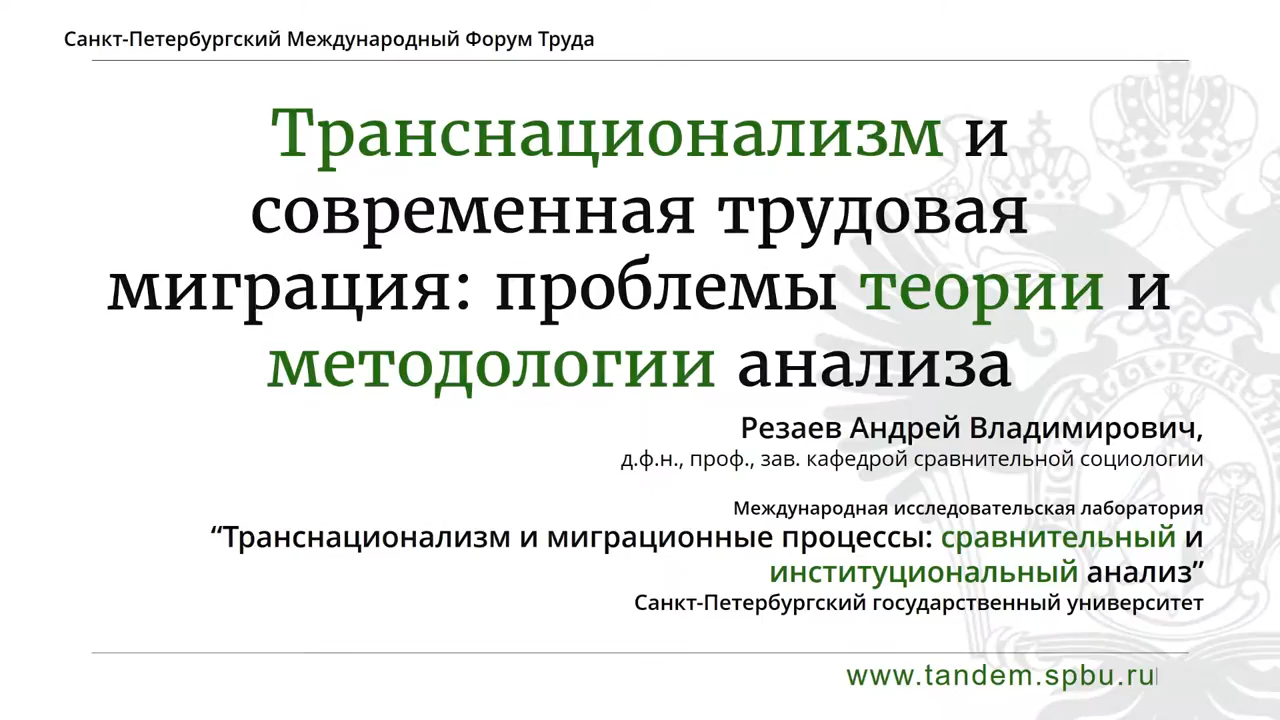 Санкт-Петербургский Международный Форум Труда
Транснационализм и
современная трудовая
миграция: проблемы теории и
методологии анализа
Резаев Андрей Владимирович,
д.ф.н., проф., зав. кафедрой сравнительной социологии
Международная исследовательская лаборатория
“Транснационализм и миграционные процессы: сравнительный и
институциональный анализ”
Санкт-Петербургский государственный университет
www.tandem.spbu.ru